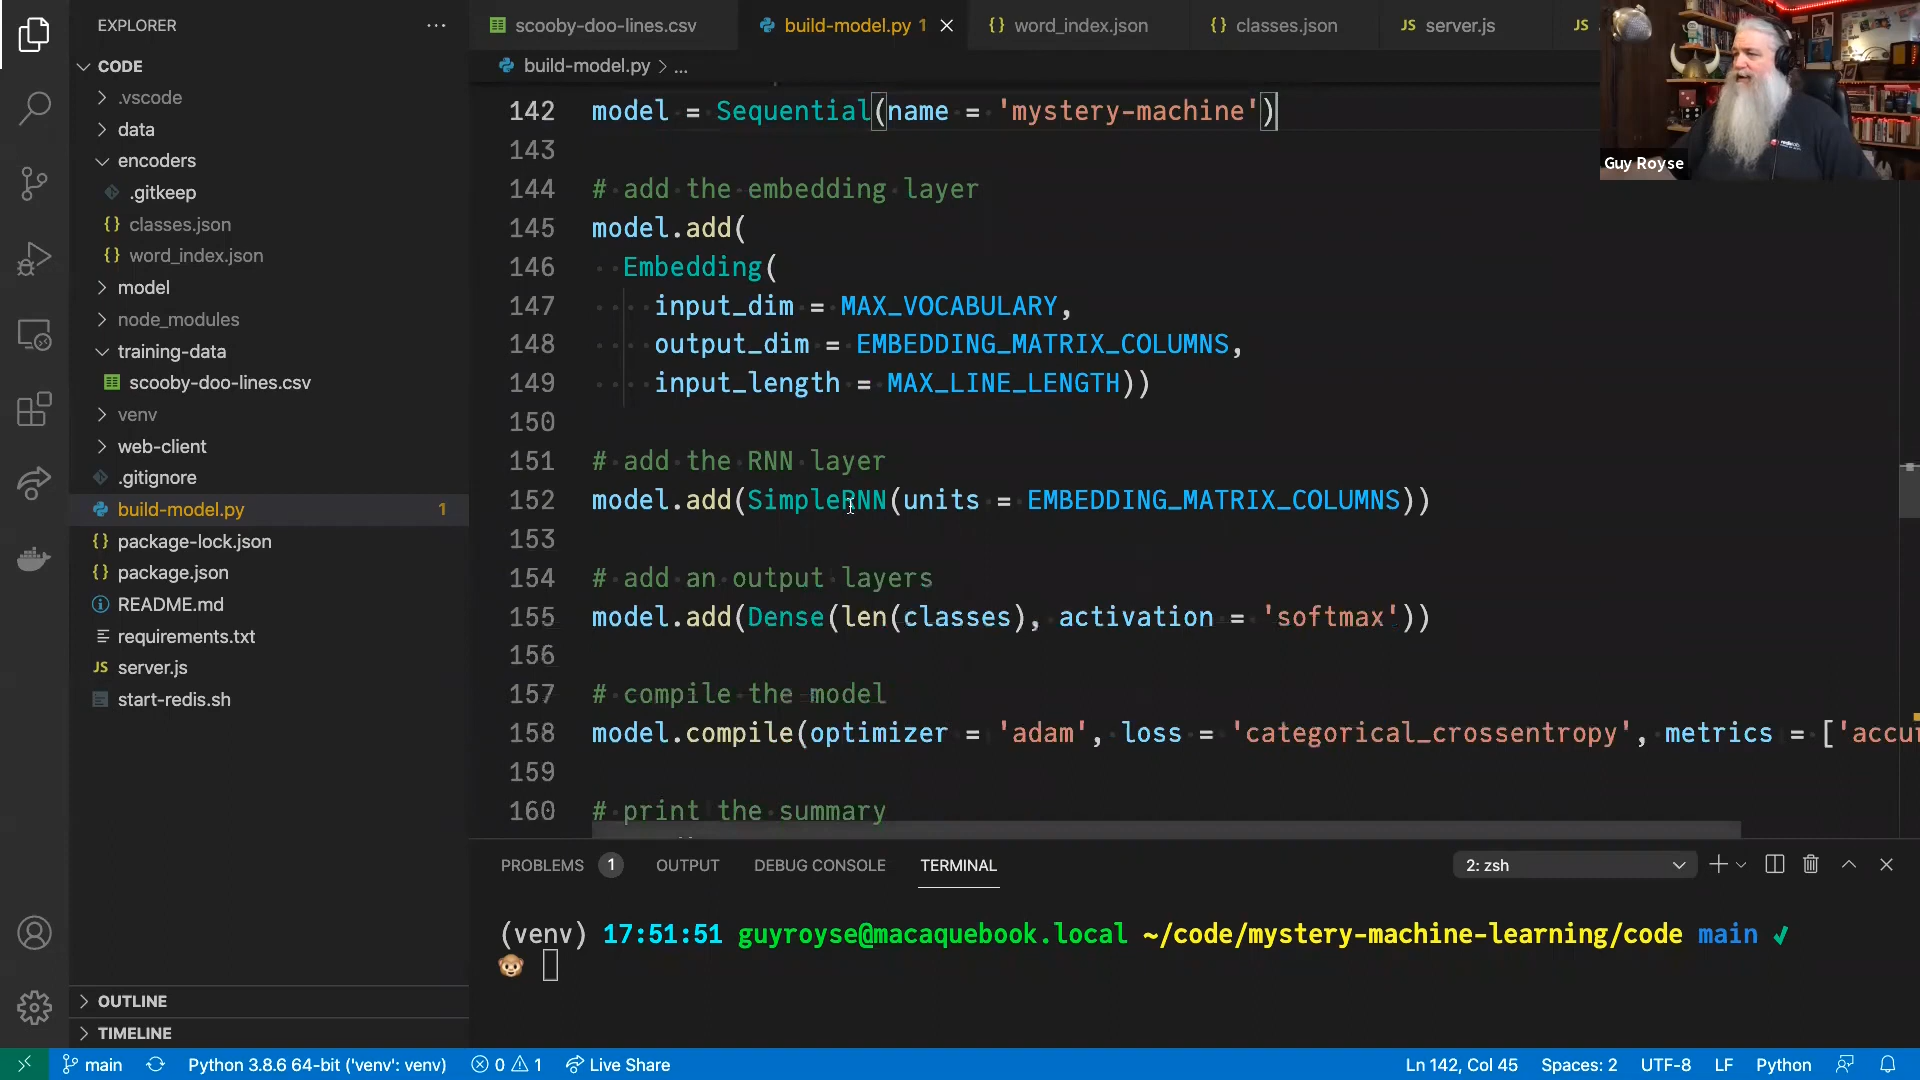 EXPLORER
CODE
.vscode
data
encoders
.gitkeep
classes.json
word_index.json
model
node_modules
training-data
scooby-doo-lines.csv
venv
web-client
.gitignore
build-model.py 1
package-lock.json
package.json
README.md
requirements.txt
server.js
start-redis.sh
OUTLINE
TIMELINE
scooby-doo-lines.csv
build-model.py 1
word_index.json
classes.json
JS server.js
JS
build-model.py > ...
142 model = Sequential(name = 'mystery-machine')
143
144 # add the embedding layer
145 model.add(
146 Embedding(
147 input_dim = MAX_VOCABULARY,
148 output_dim = EMBEDDING_MATRIX_COLUMNS,
149 input_length = MAX_LINE_LENGTH))
150
151 # add the RNN layer
152 model.add(SimpleRNN(units = EMBEDDING_MATRIX_COLUMNS))
153
154 # add an output layers
155 model.add(Dense(len(classes), activation = 'softmax'))
156
157 # compile the model
158 model.compile(optimizer = 'adam', loss = 'categorical_crossentropy', metrics = ['accu
159
160 # print the summary
Guy Royse
PROBLEMS 1 OUTPUT DEBUG CONSOLE TERMINAL
2: zsh
(venv) 17:51:51 guyroyse@macaquebook.local ~/code/mystery-machine-learning/code main ✓
main Python 3.8.6 64-bit ('venv': venv) 0 1 Live Share
Ln 142, Col 45 Spaces: 2 UTF-8 LF Python